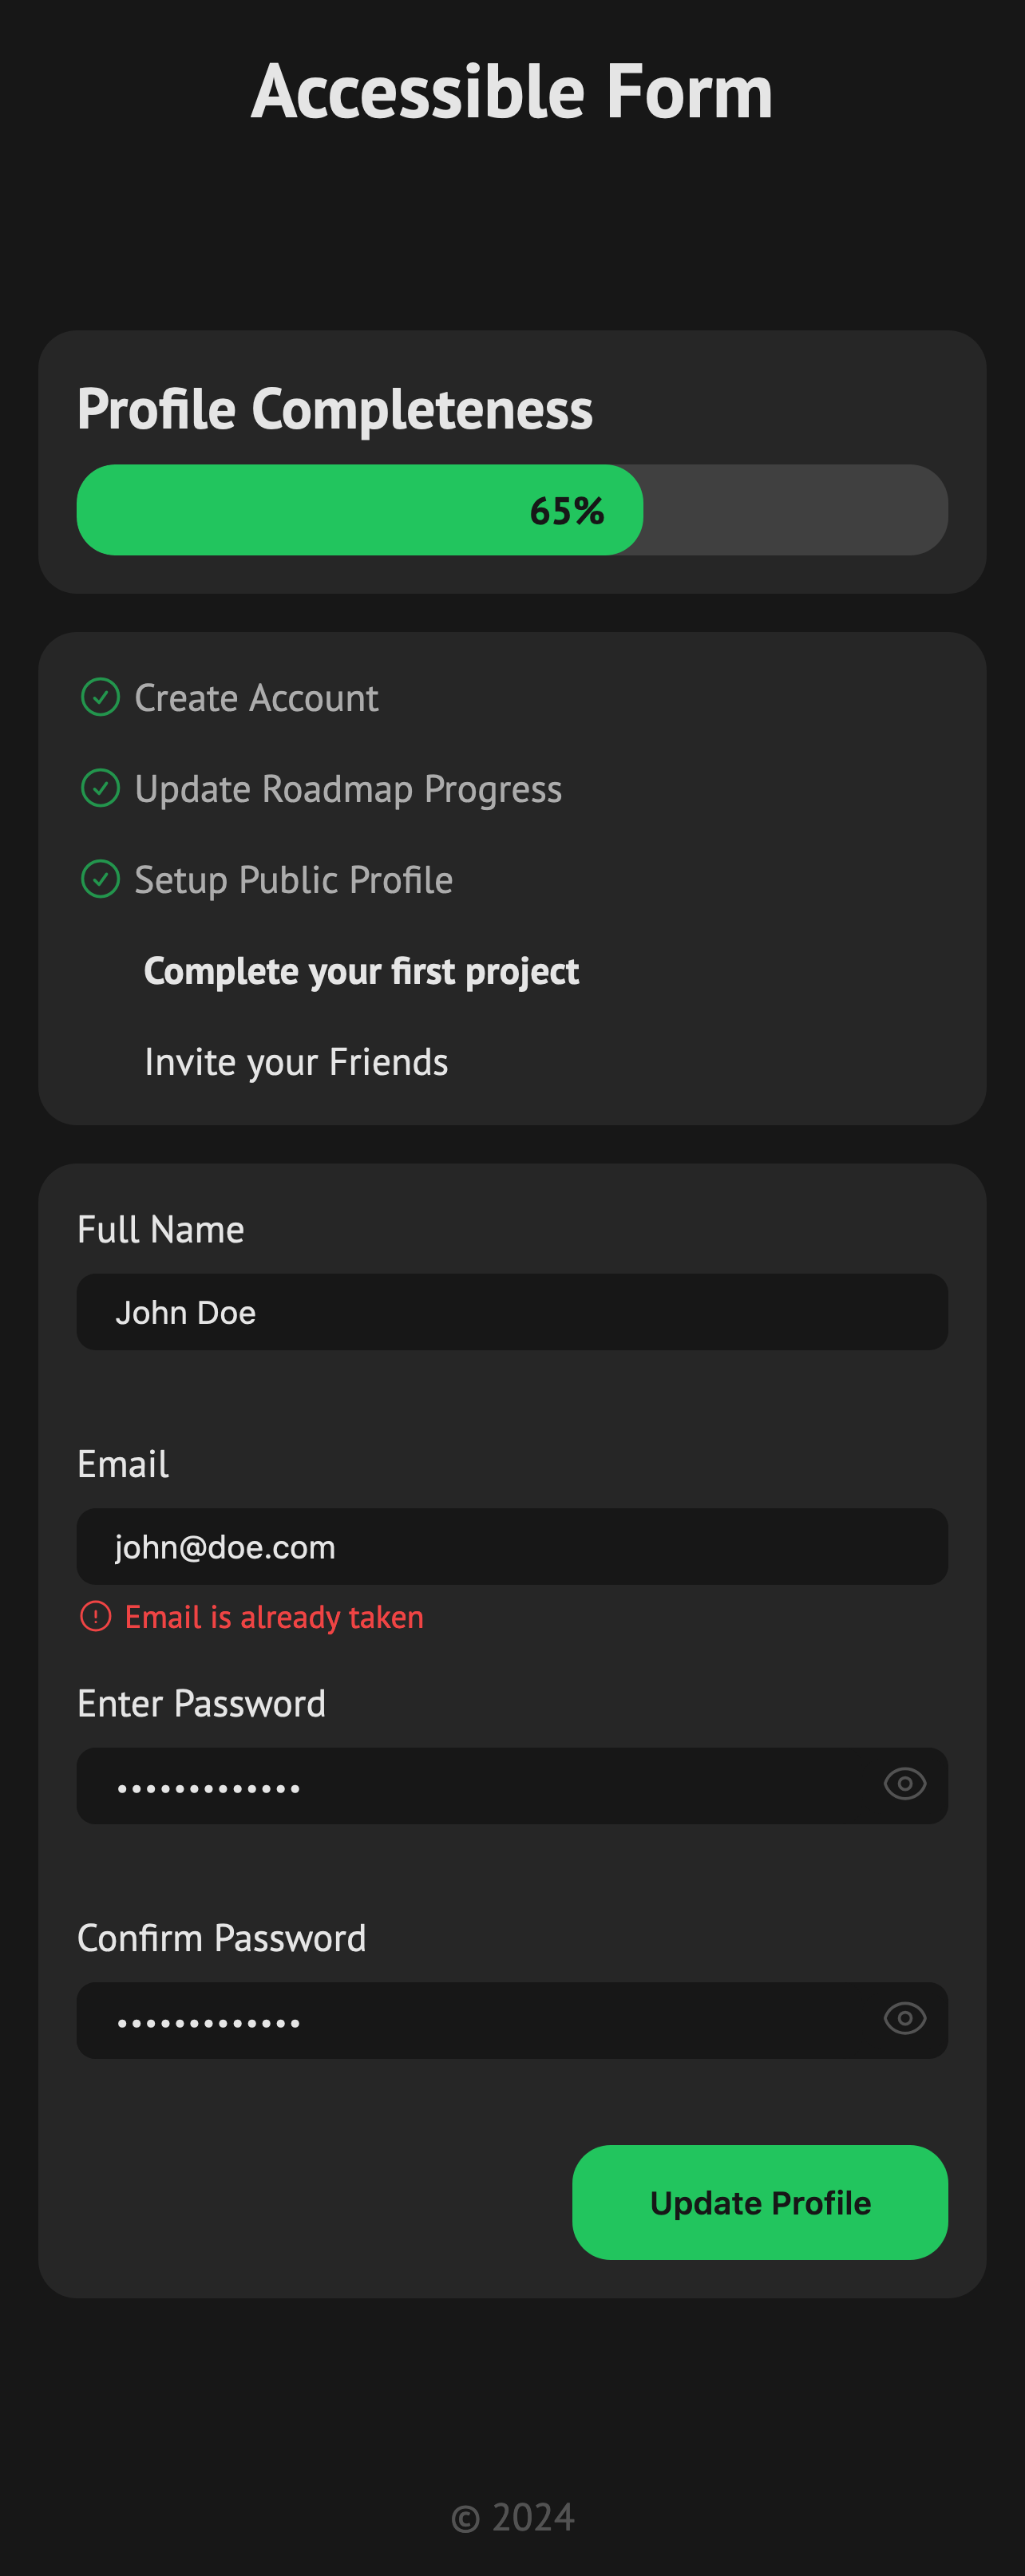 Accessible Form
Profile Completeness
65%
Create Account
Update Roadmap Progress
Setup Public Profile
Complete your first project
Invite your Friends
Full Name
John Doe
Email
john@doe.com
Email is already taken
Enter Password
•••••••••••••
Confirm Password
•••••••••••••
Update Profile
© 2024